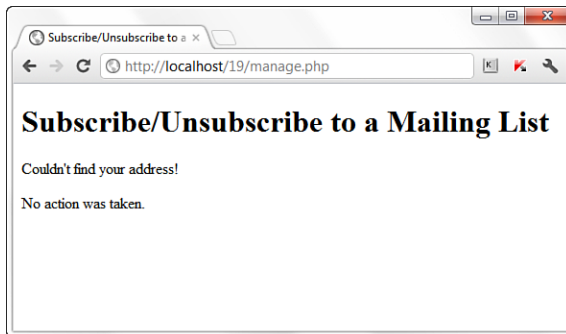 Subscribe/Unsubscribe to a
http://localhost/19/manage.php
Subscribe/Unsubscribe to a Mailing List
Couldn't find your address!
No action was taken.